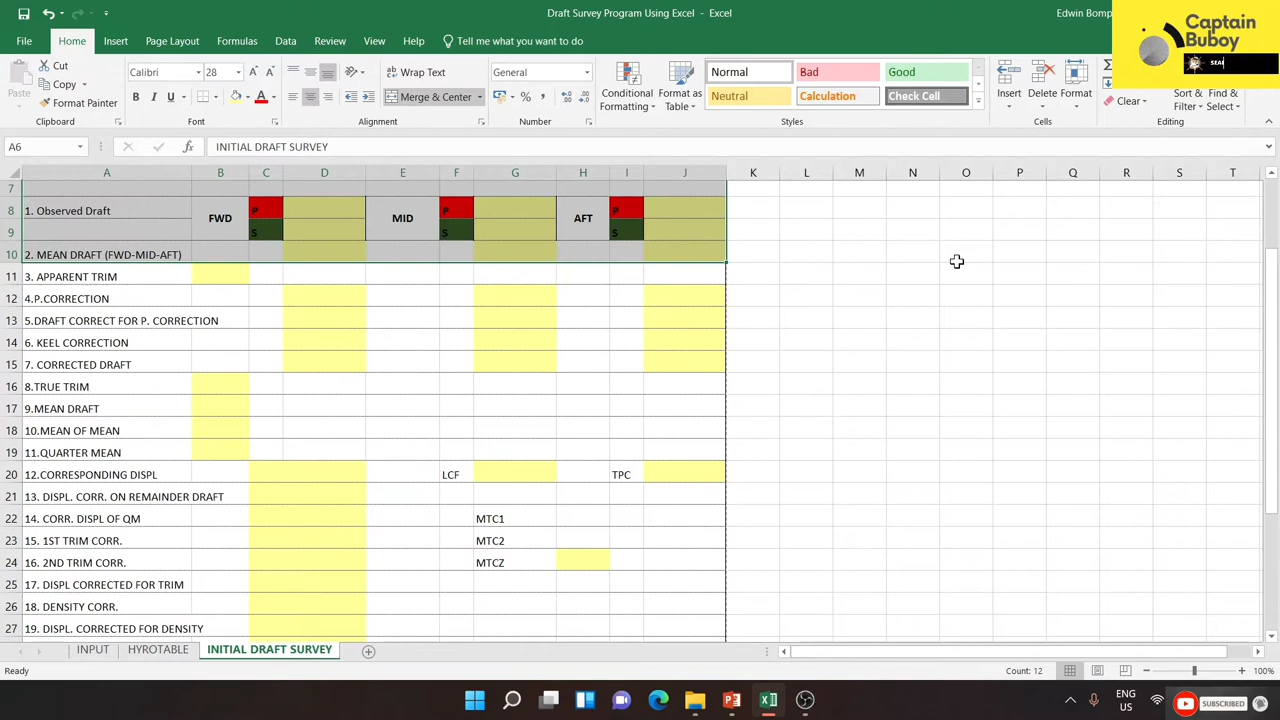 Draft Survey Program Using Excel - Excel
Edwin Bomp
Captain
Buboy
File
Home
Insert
Page Layout
Formulas
Data
Review
View
Help
Tell me what you want to do
Paste
Cut
Copy
Format Painter
Clipboard
Calibri
28
B I U
Font
Wrap Text
Merge & Center
Alignment
General
%
Number
Conditional
Formatting
Format as
Table
Normal
Bad
Good
Neutral
Calculation
Check Cell
Styles
Insert
Delete
Format
Cells
Clear
Sort &
Filter
Find &
Select
Editing
A6
INITIAL DRAFT SURVEY
A B C D E F G H I J K L M N O P Q R S T
7
8 1. Observed Draft FWD P MID P AFT P
9 S S S
10 2. MEAN DRAFT (FWD-MID-AFT)
11 3. APPARENT TRIM
12 4.P.CORRECTION
13 5.DRAFT CORRECT FOR P. CORRECTION
14 6. KEEL CORRECTION
15 7. CORRECTED DRAFT
16 8.TRUE TRIM
17 9.MEAN DRAFT
18 10.MEAN OF MEAN
19 11.QUARTER MEAN
20 12.CORRESPONDING DISPL LCF TPC
21 13. DISPL. CORR. ON REMAINDER DRAFT
22 14. CORR. DISPL OF QM MTC1
23 15. 1ST TRIM CORR. MTC2
24 16. 2ND TRIM CORR. MTCZ
25 17. DISPL CORRECTED FOR TRIM
26 18. DENSITY CORR.
27 19. DISPL. CORRECTED FOR DENSITY
INPUT
HYROTABLE
INITIAL DRAFT SURVEY
Ready
Count: 12
100%
ENG
US
SUBSCRIBED